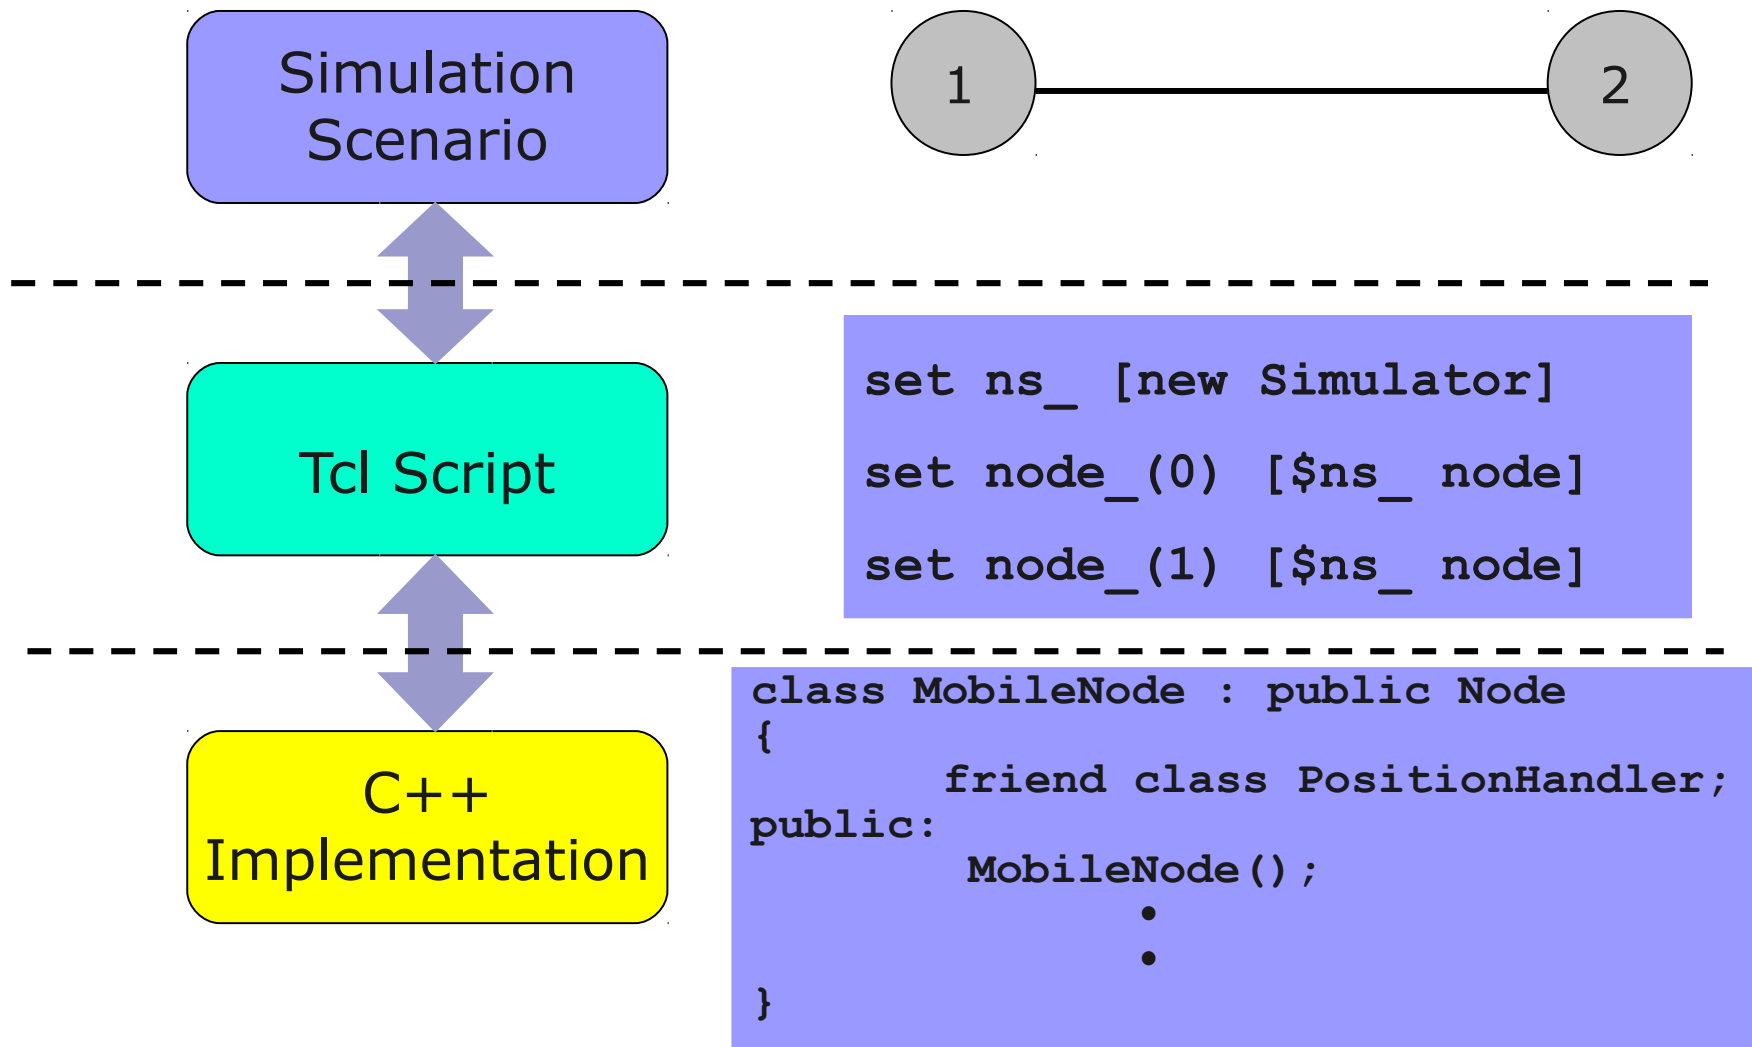 Simulation
Scenario
1
2
Tcl Script
set ns_ [new Simulator]
set node_(0) [$ns_ node]
set node_(1) [$ns_ node]
C++
Implementation
class MobileNode : public Node
{
friend class PositionHandler;
public:
MobileNode();
•
•
}